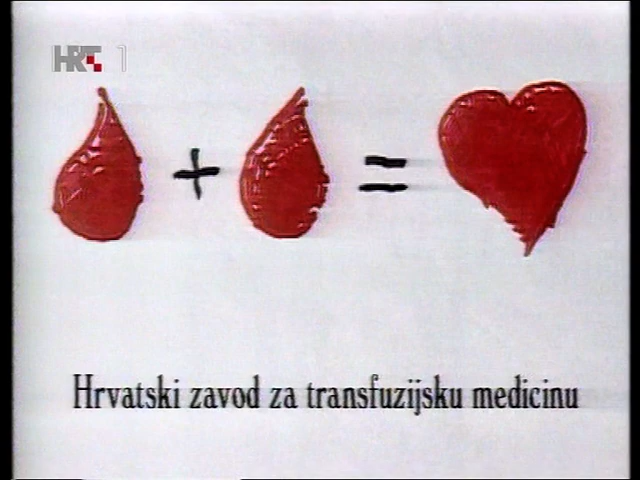 HRT 1
+ =
Hrvatski zavod za transfuzijsku medicinu